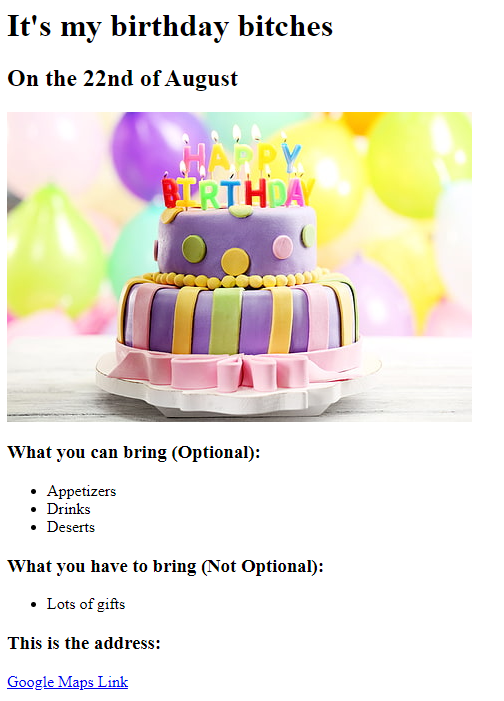 It's my birthday bitches
On the 22nd of August
HAPPY
BIRTHDAY
What you can bring (Optional):
Appetizers
Drinks
Deserts
What you have to bring (Not Optional):
Lots of gifts
This is the address:
Google Maps Link